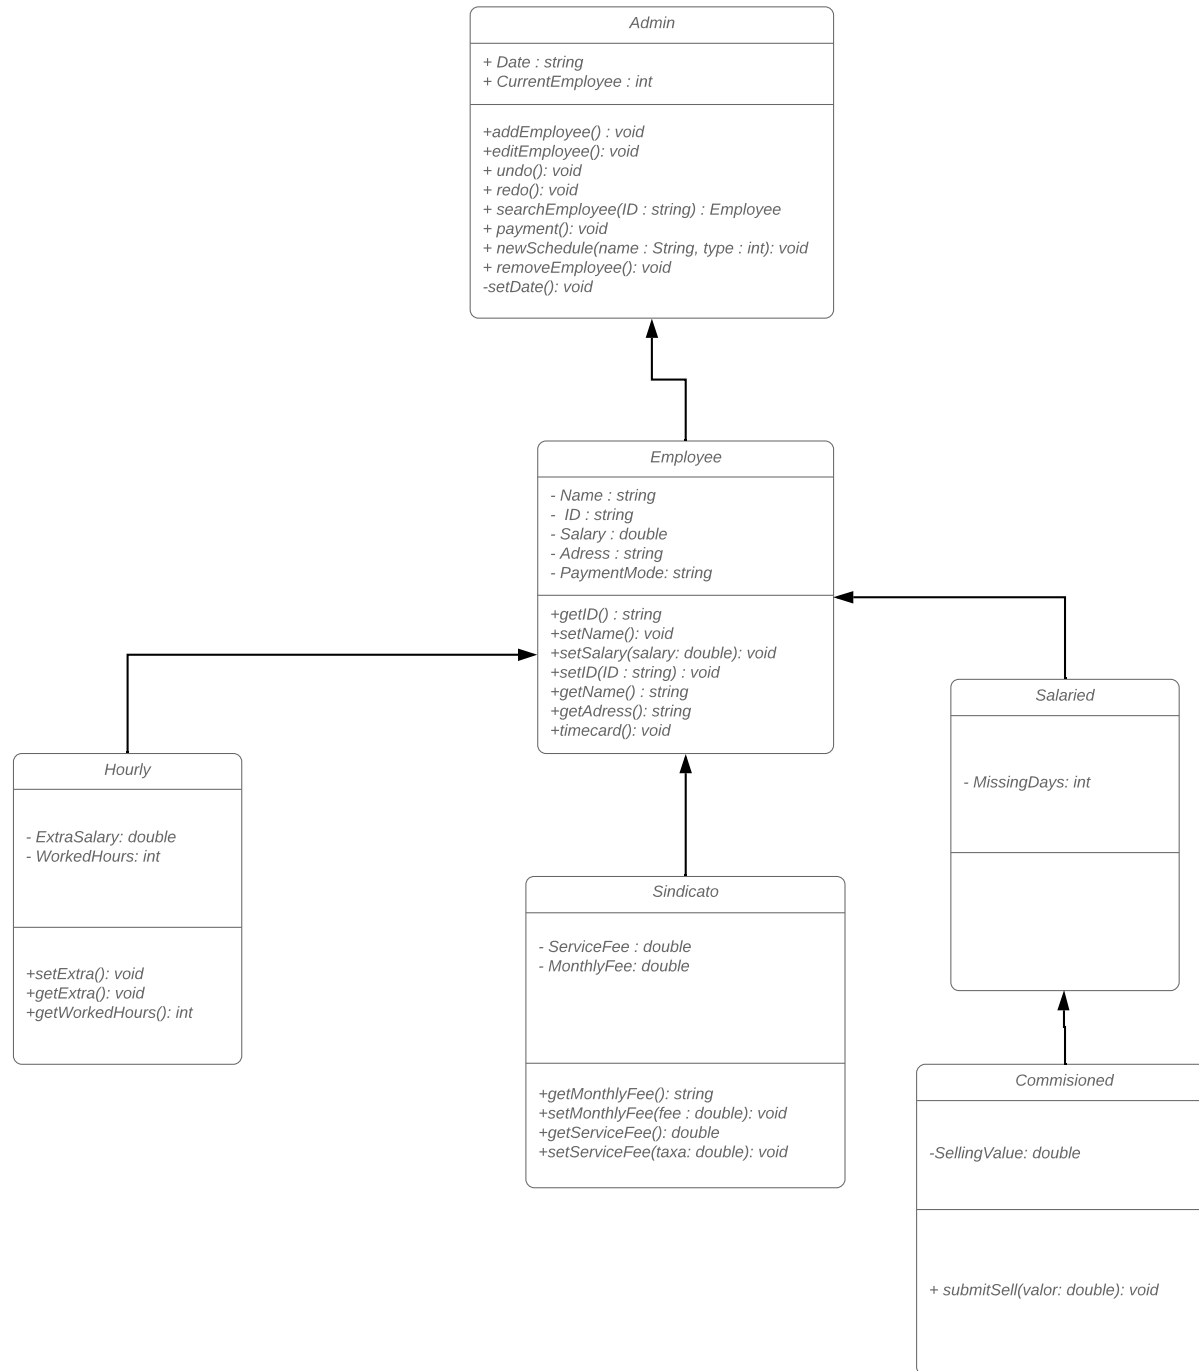 Admin
+ Date : string
+ CurrentEmployee : int
+addEmployee() : void
+editEmployee(): void
+ undo(): void
+ redo(): void
+ searchEmployee(ID : string) : Employee
+ payment(): void
+ newSchedule(name : String, type : int): void
+ removeEmployee(): void
-setDate(): void
Employee
- Name : string
-  ID : string
- Salary : double
- Adress : string
- PaymentMode: string
+getID() : string
+setName(): void
+setSalary(salary: double): void
+setID(ID : string) : void
+getName() : string
+getAdress(): string
+timecard(): void
Hourly
- ExtraSalary: double
- WorkedHours: int
+setExtra(): void
+getExtra(): void
+getWorkedHours(): int
Sindicato
- ServiceFee : double
- MonthlyFee: double
+getMonthlyFee(): string
+setMonthlyFee(fee : double): void
+getServiceFee(): double
+setServiceFee(taxa: double): void
Salaried
- MissingDays: int
Commisioned
-SellingValue: double
+ submitSell(valor: double): void